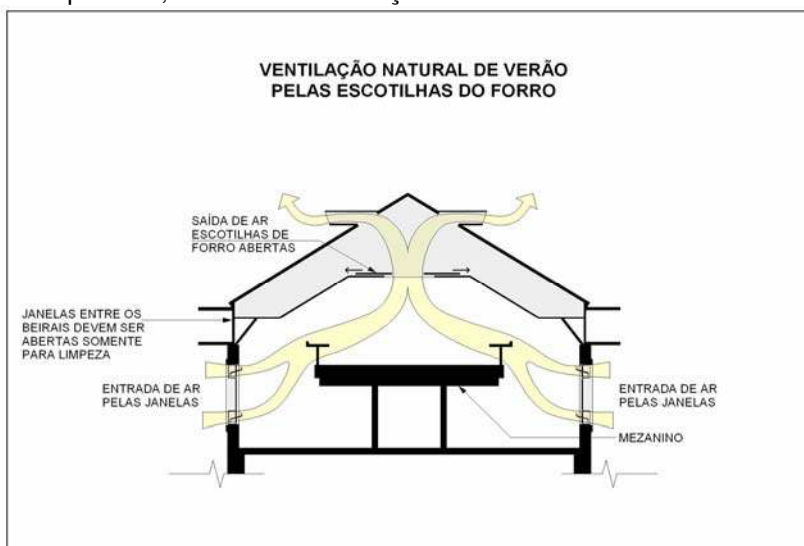 VENTILAÇÃO NATURAL DE VERÃO
PELAS ESCOTILHAS DO FORRO
SAÍDA DE AR
ESCOTILHAS DE
FORRO ABERTAS
JANELAS ENTRE OS
BEIRAIS DEVEM SER
ABERTAS SOMENTE
PARA LIMPEZA
ENTRADA DE AR
PELAS JANELAS
ENTRADA DE AR
PELAS JANELAS
MEZANINO